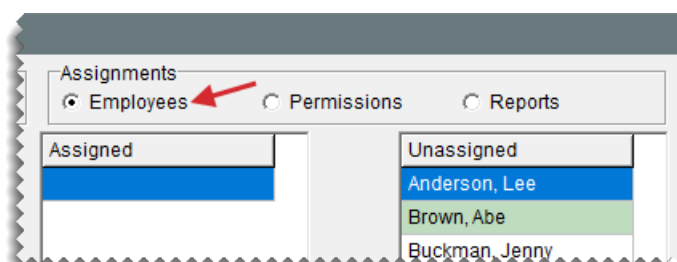 Assignments
Employees Permissions Reports
Assigned Unassigned
Anderson, Lee
Brown, Abe
Buckman, Jenny